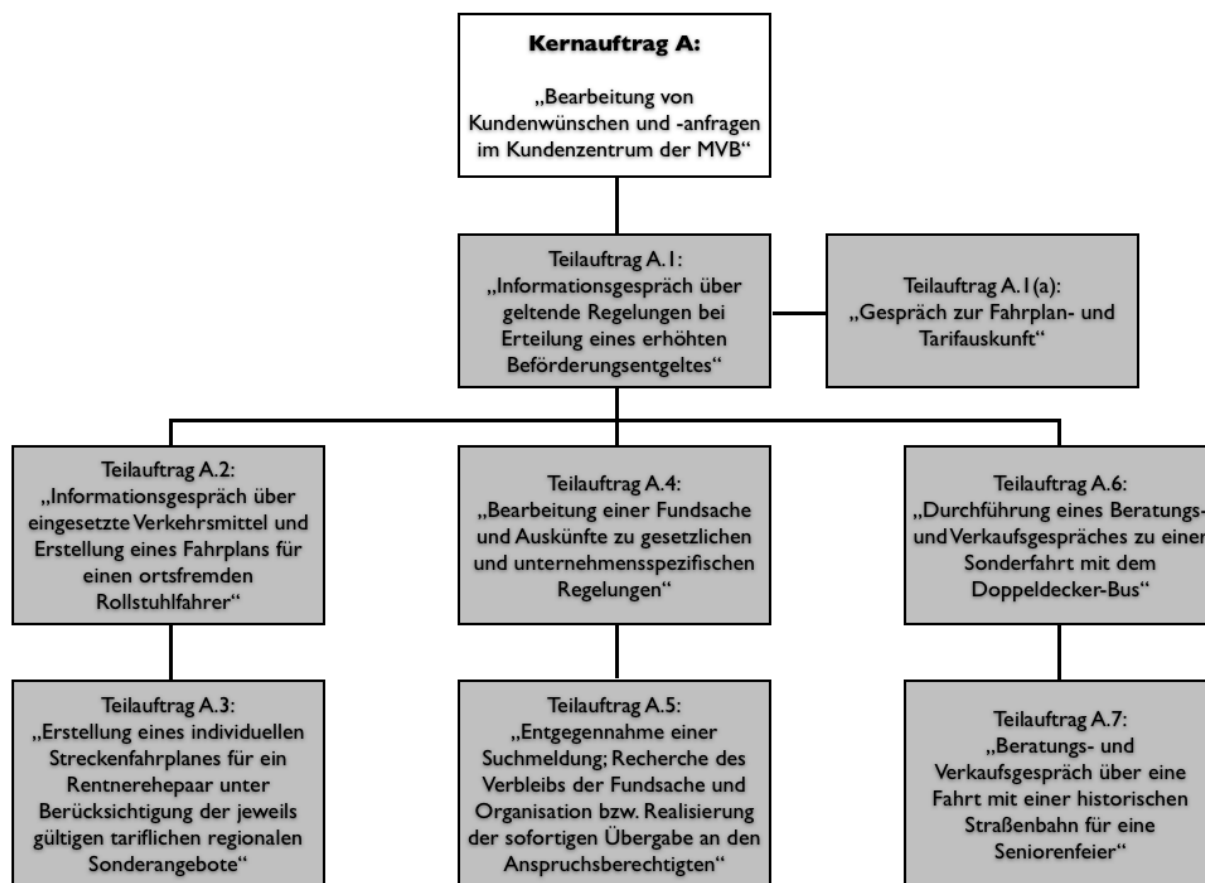 Kernauftrag A:
„Bearbeitung von
Kundenwünschen und -anfragen
im Kundenzentrum der MVB“
Teilauftrag A.1:
„Informationsgespräch über
geltende Regelungen bei
Erteilung eines erhöhten
Beförderungsentgeltes“
Teilauftrag A.1(a):
„Gespräch zur Fahrplan- und
Tarifauskunft“
Teilauftrag A.2:
„Informationsgespräch über
eingesetzte Verkehrsmittel und
Erstellung eines Fahrplans für
einen ortsfremden
Rollstuhlfahrer“
Teilauftrag A.4:
„Bearbeitung einer Fundsache
und Auskünfte zu gesetzlichen
und unternehmensspezifischen
Regelungen“
Teilauftrag A.6:
„Durchführung eines Beratungs-
und Verkaufsgespräches zu einer
Sonderfahrt mit dem
Doppeldecker-Bus“
Teilauftrag A.3:
„Erstellung eines individuellen
Streckenfahrplanes für ein
Rentnerehepaar unter
Berücksichtigung der jeweils
gültigen tariflichen regionalen
Sonderangebote“
Teilauftrag A.5:
„Entgegennahme einer
Suchmeldung; Recherche des
Verbleibs der Fundsache und
Organisation bzw. Realisierung
der sofortigen Übergabe an den
Anspruchsberechtigten“
Teilauftrag A.7:
„Beratungs- und
Verkaufsgespräch über eine
Fahrt mit einer historischen
Straßenbahn für eine
Seniorenfeier“